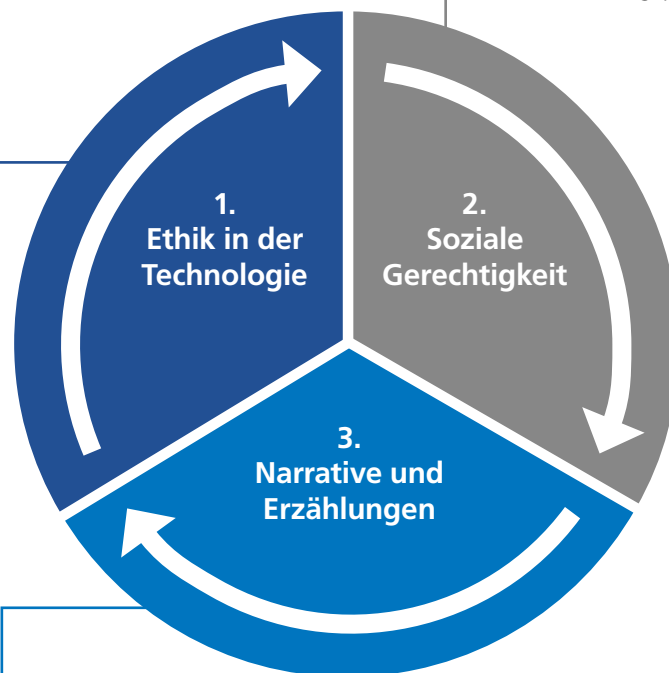 1.
Ethik in der
Technologie
2.
Soziale
Gerechtigkeit
3.
Narrative und
Erzählungen